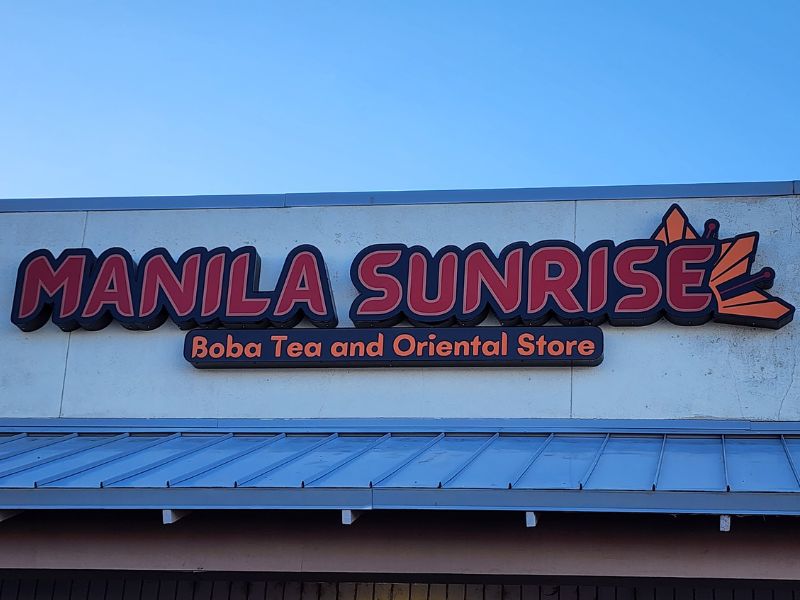 MANILA SUNRISE
Boba Tea and Oriental Store